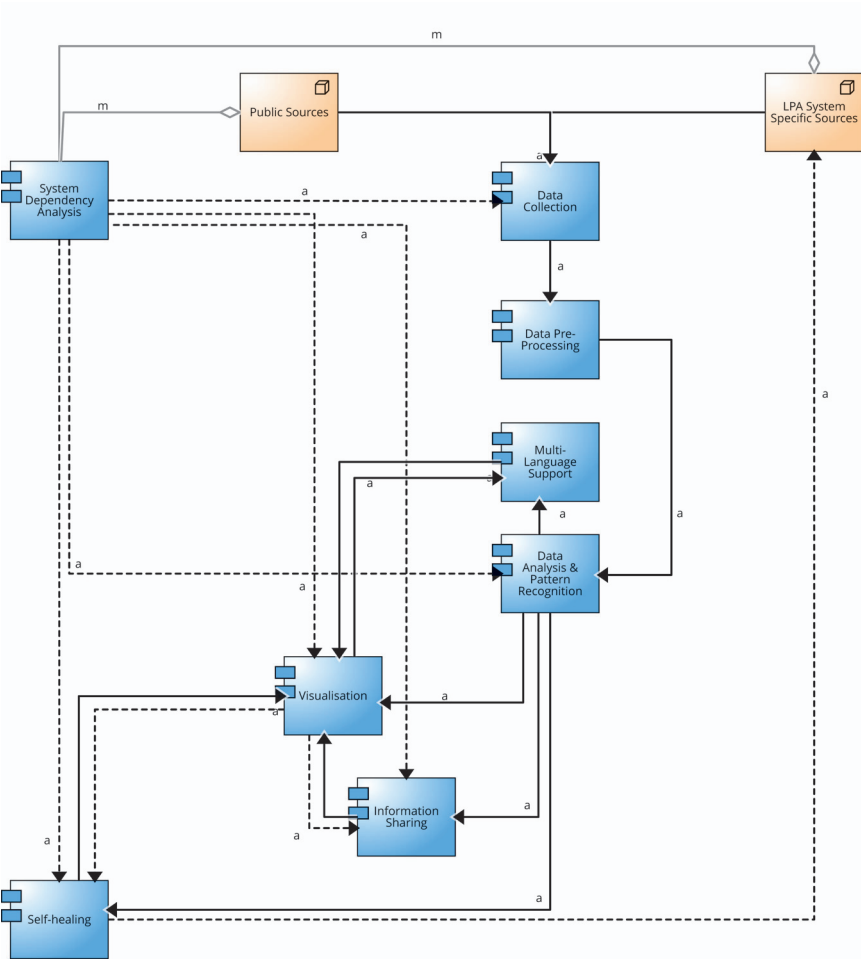 m
m
Public Sources
LPA System
Specific Sources
a
System
Dependency
Analysis
a
Data
Collection
a
a
Data Pre-
Processing
a
Multi-
Language
Support
a
a
a
a
Data
Analysis &
Pattern
Recognition
a
a
Visualisation
a
a
Information
Sharing
a
a
a
a
Self-healing